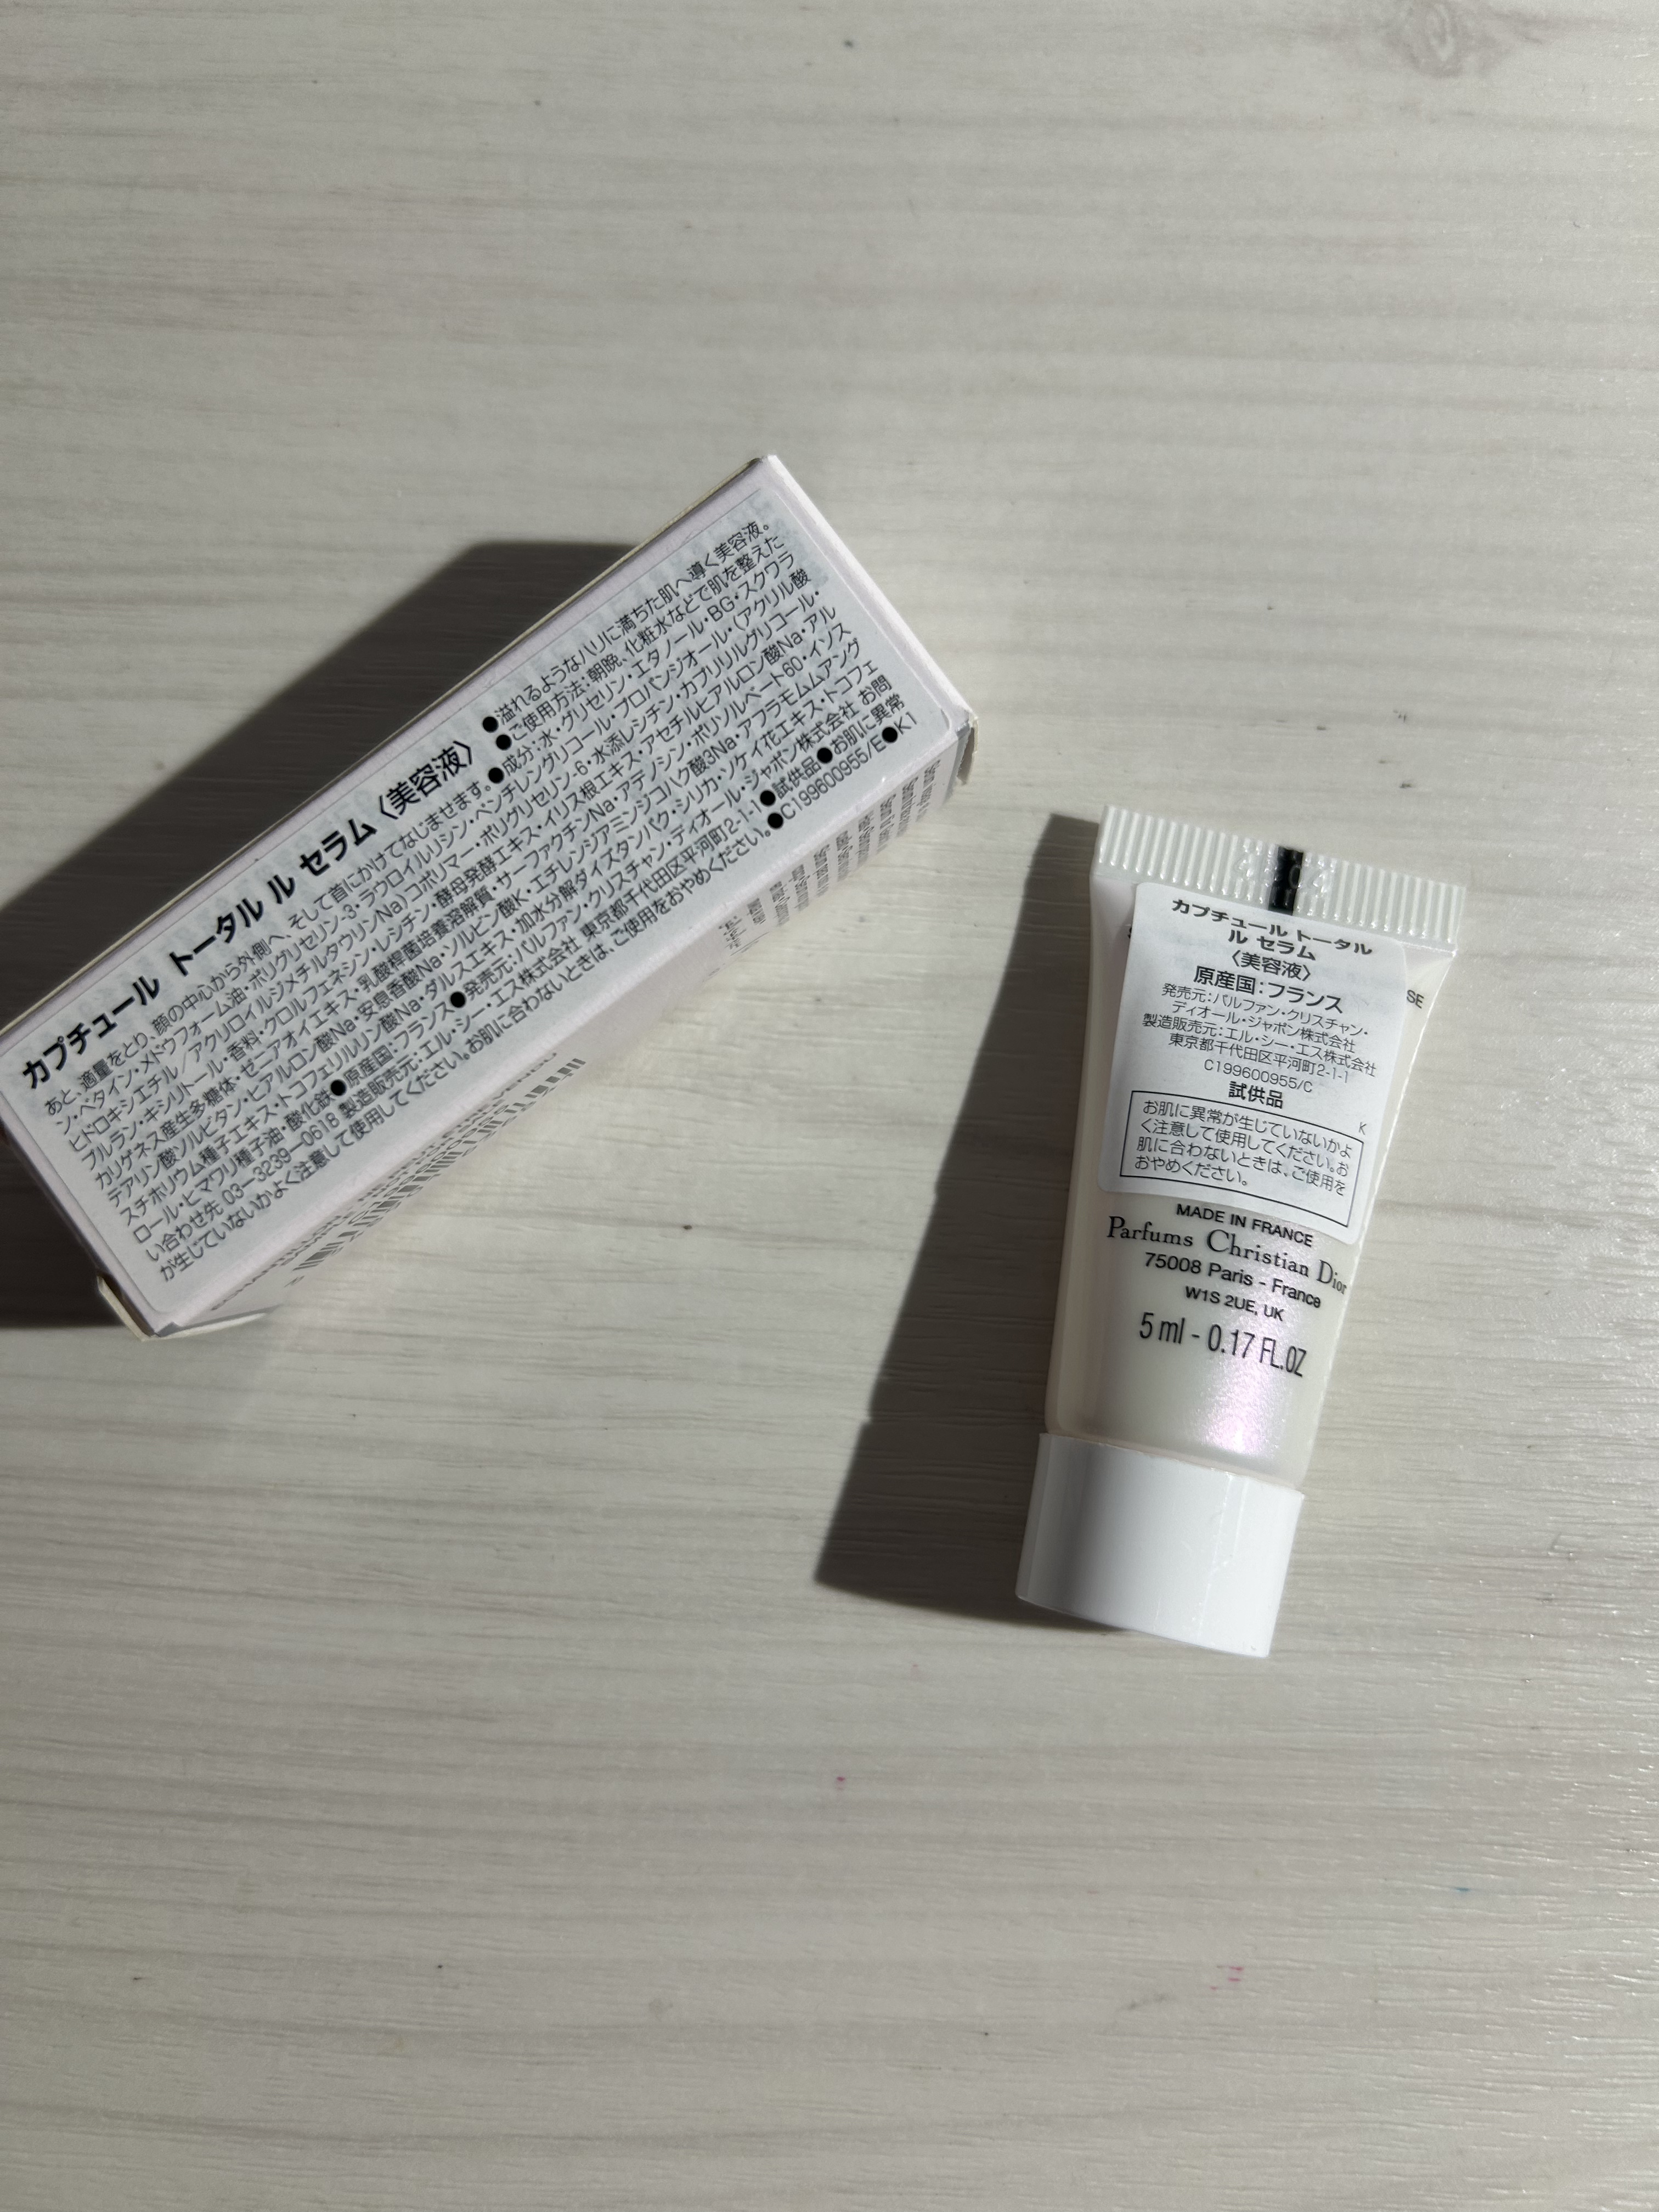 カプチュール トータル ル セラム〈美容液〉
●溢れるようなハリに満ちた肌へ導く美容液。
●ご使用方法：朝晩、化粧水などで肌を整えた
あと、適量をとり、顔の中心から外側へ、そして首にかけてなじませます。●成分：水・グリセリン・エタノール・BG・スクワラ
ン・ベタイン・メドウフォーム油・ポリグリセリン-3・ラウロイルリシン・ペンチレングリコール・プロパンジオール・（アクリル酸
ヒドロキシエチル／アクリロイルジメチルタウリンNa）コポリマー・ポリグリセリン-6・水添レシチン・カプリリルグリコール・
プルラン・キシリトール・香料・クロルフェネシン・レシチン・酵母発酵エキス・イリス根エキス・アセチルヒアルロン酸Na・アル
カリゲネス産生多糖体・ゼニアオイエキス・乳酸桿菌培養溶解質・サーファクチンNa・アデノシン・ポリソルベート60・イソス
テアリン酸ソルビタン・ヒアルロン酸Na・安息香酸Na・ソルビン酸K・エチレンジアミンジコハク酸3Na・アフラモムムアング
スチホリウム種子エキス・トコフェリルリン酸Na・ダルスエキス・加水分解ダイズタンパク・シリカ・ソケイ花エキス・トコフェ
ロール・ヒマワリ種子油・酸化鉄●原産国：フランス●発売元：パルファン・クリスチャン・ディオール・ジャポン株式会社 お問
い合わせ先 03-3239-0618 製造販売元：エル・シー・エス株式会社 東京都千代田区平河町2-1-1●試供品●お肌に異常
が生じていないかよく注意して使用してください。お肌に合わないときは、ご使用をおやめください。●C199600955/E●K1
カプチュール トータル
ル セラム
〈美容液〉
原産国：フランス
発売元：パルファン・クリスチャン・
ディオール・ジャポン株式会社
製造販売元：エル・シー・エス株式会社
東京都千代田区平河町2-1-1
C199600955/C
試供品
K
お肌に異常が生じていないかよ
く注意して使用してください。お
肌に合わないときは、ご使用を
おやめください。
SE
MADE IN FRANCE
Parfums Christian Dior
75008 Paris - France
W1S 2UE, UK
5 ml - 0.17 FL.OZ